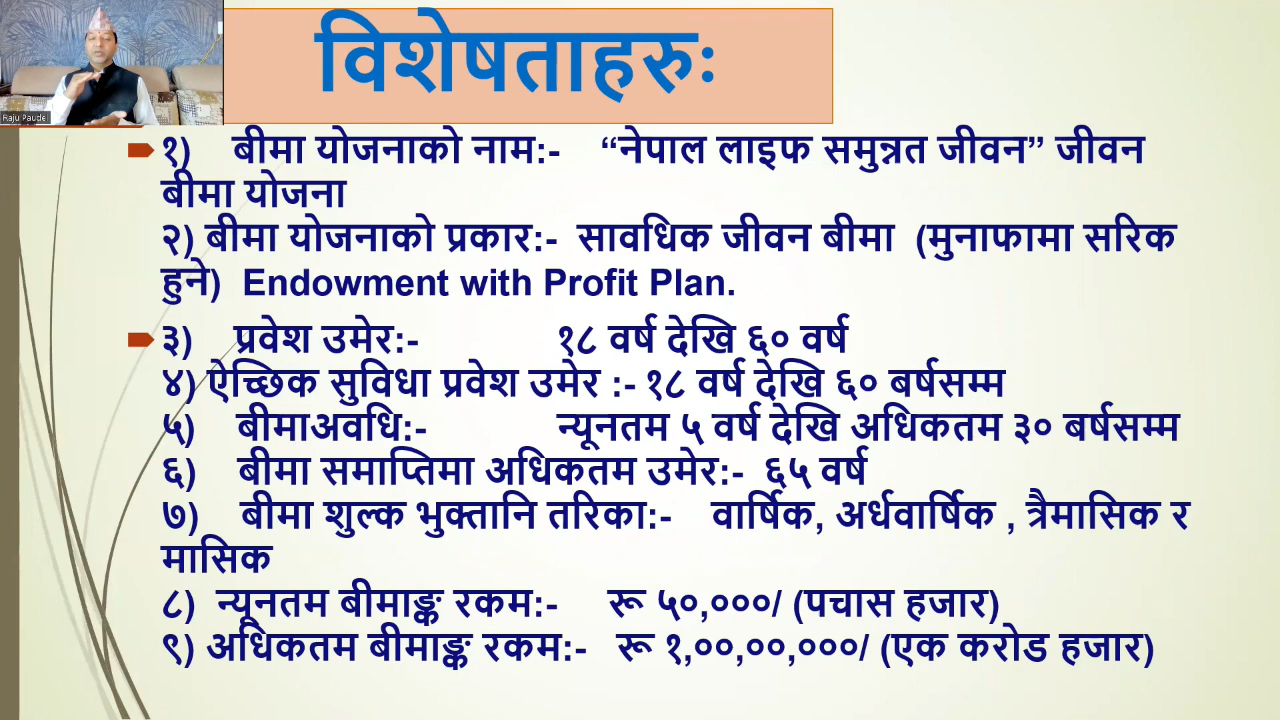 विशेषताहरुः
Raju Paudel
१) बीमा योजनाको नाम:- “नेपाल लाइफ समुन्नत जीवन” जीवन
बीमा योजना
२) बीमा योजनाको प्रकार:- सावधिक जीवन बीमा (मुनाफामा सरिक
हुने) Endowment with Profit Plan.
३) प्रवेश उमेर:- १८ वर्ष देखि ६० वर्ष
४) ऐच्छिक सुविधा प्रवेश उमेर :- १८ वर्ष देखि ६० बर्षसम्म
५) बीमाअवधि:- न्यूनतम ५ वर्ष देखि अधिकतम ३० बर्षसम्म
६) बीमा समाप्तिमा अधिकतम उमेर:- ६५ वर्ष
७) बीमा शुल्क भुक्तानि तरिका:- वार्षिक, अर्धवार्षिक , त्रैमासिक र
मासिक
८) न्यूनतम बीमाङ्क रकम:- रू ५०,०००/ (पचास हजार)
९) अधिकतम बीमाङ्क रकम:- रू १,००,००,०००/ (एक करोड हजार)